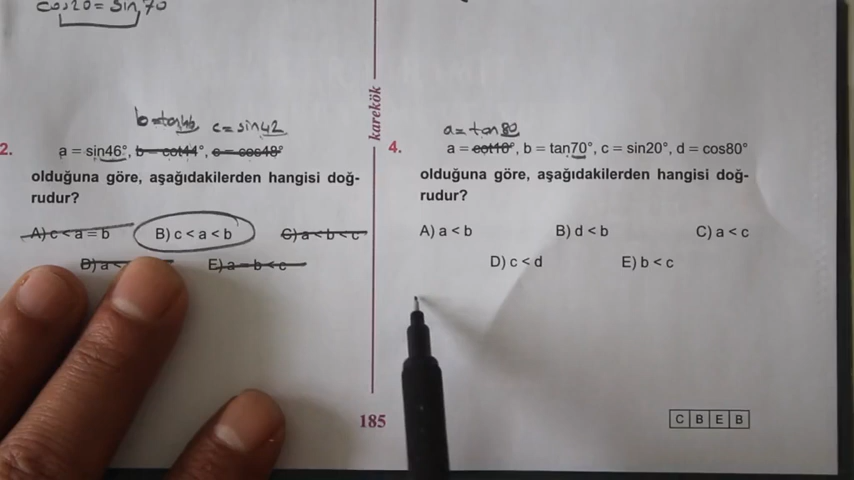 cos20 = sin70
b = tan46 c = sin42
2. a = sin46°, b = cot44°, c = cos48°
olduğuna göre, aşağıdakilerden hangisi doğ-
rudur?
A) c < a = b B) c < a < b C) a < b < c
D) a < E) a = b < c
karekök
a = tan80
4. a = cot10°, b = tan70°, c = sin20°, d = cos80°
olduğuna göre, aşağıdakilerden hangisi doğ-
rudur?
A) a < b B) d < b C) a < c
D) c < d E) b < c
185
C B E B